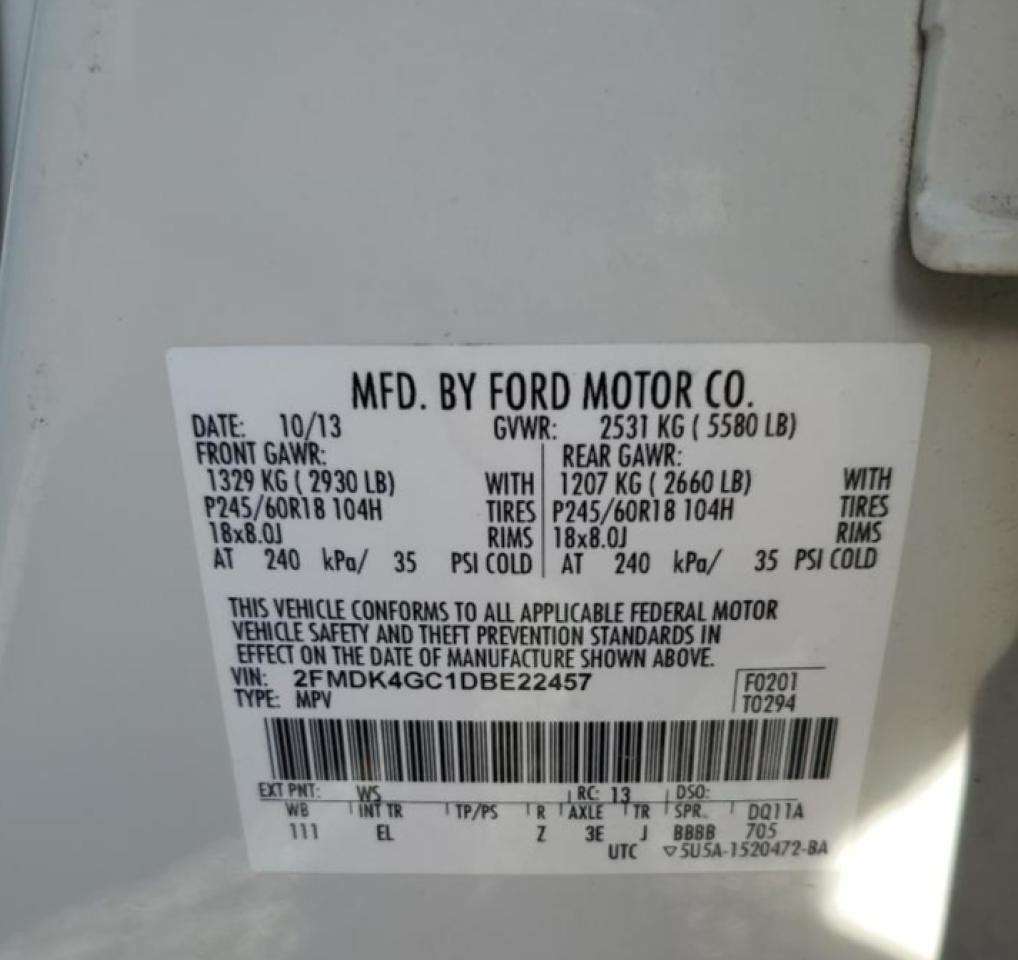 MFD. BY FORD MOTOR CO.
DATE: 10/13 GVWR: 2531 KG ( 5580 LB)
FRONT GAWR: REAR GAWR:
1329 KG ( 2930 LB) WITH 1207 KG ( 2660 LB) WITH
P245/60R18 104H TIRES P245/60R18 104H TIRES
18x8.0J RIMS 18x8.0J RIMS
AT 240 kPa/ 35 PSI COLD AT 240 kPa/ 35 PSI COLD
THIS VEHICLE CONFORMS TO ALL APPLICABLE FEDERAL MOTOR
VEHICLE SAFETY AND THEFT PREVENTION STANDARDS IN
EFFECT ON THE DATE OF MANUFACTURE SHOWN ABOVE.
VIN: 2FMDK4GC1DBE22457 F0201
TYPE: MPV T0294
EXT PNT: WS RC: 13 DSO:
WB INT TR TP/PS R AXLE TR SPR. DQ11A
111 EL Z 3E J BBBB 705
UTC ▽5U5A-1520472-BA